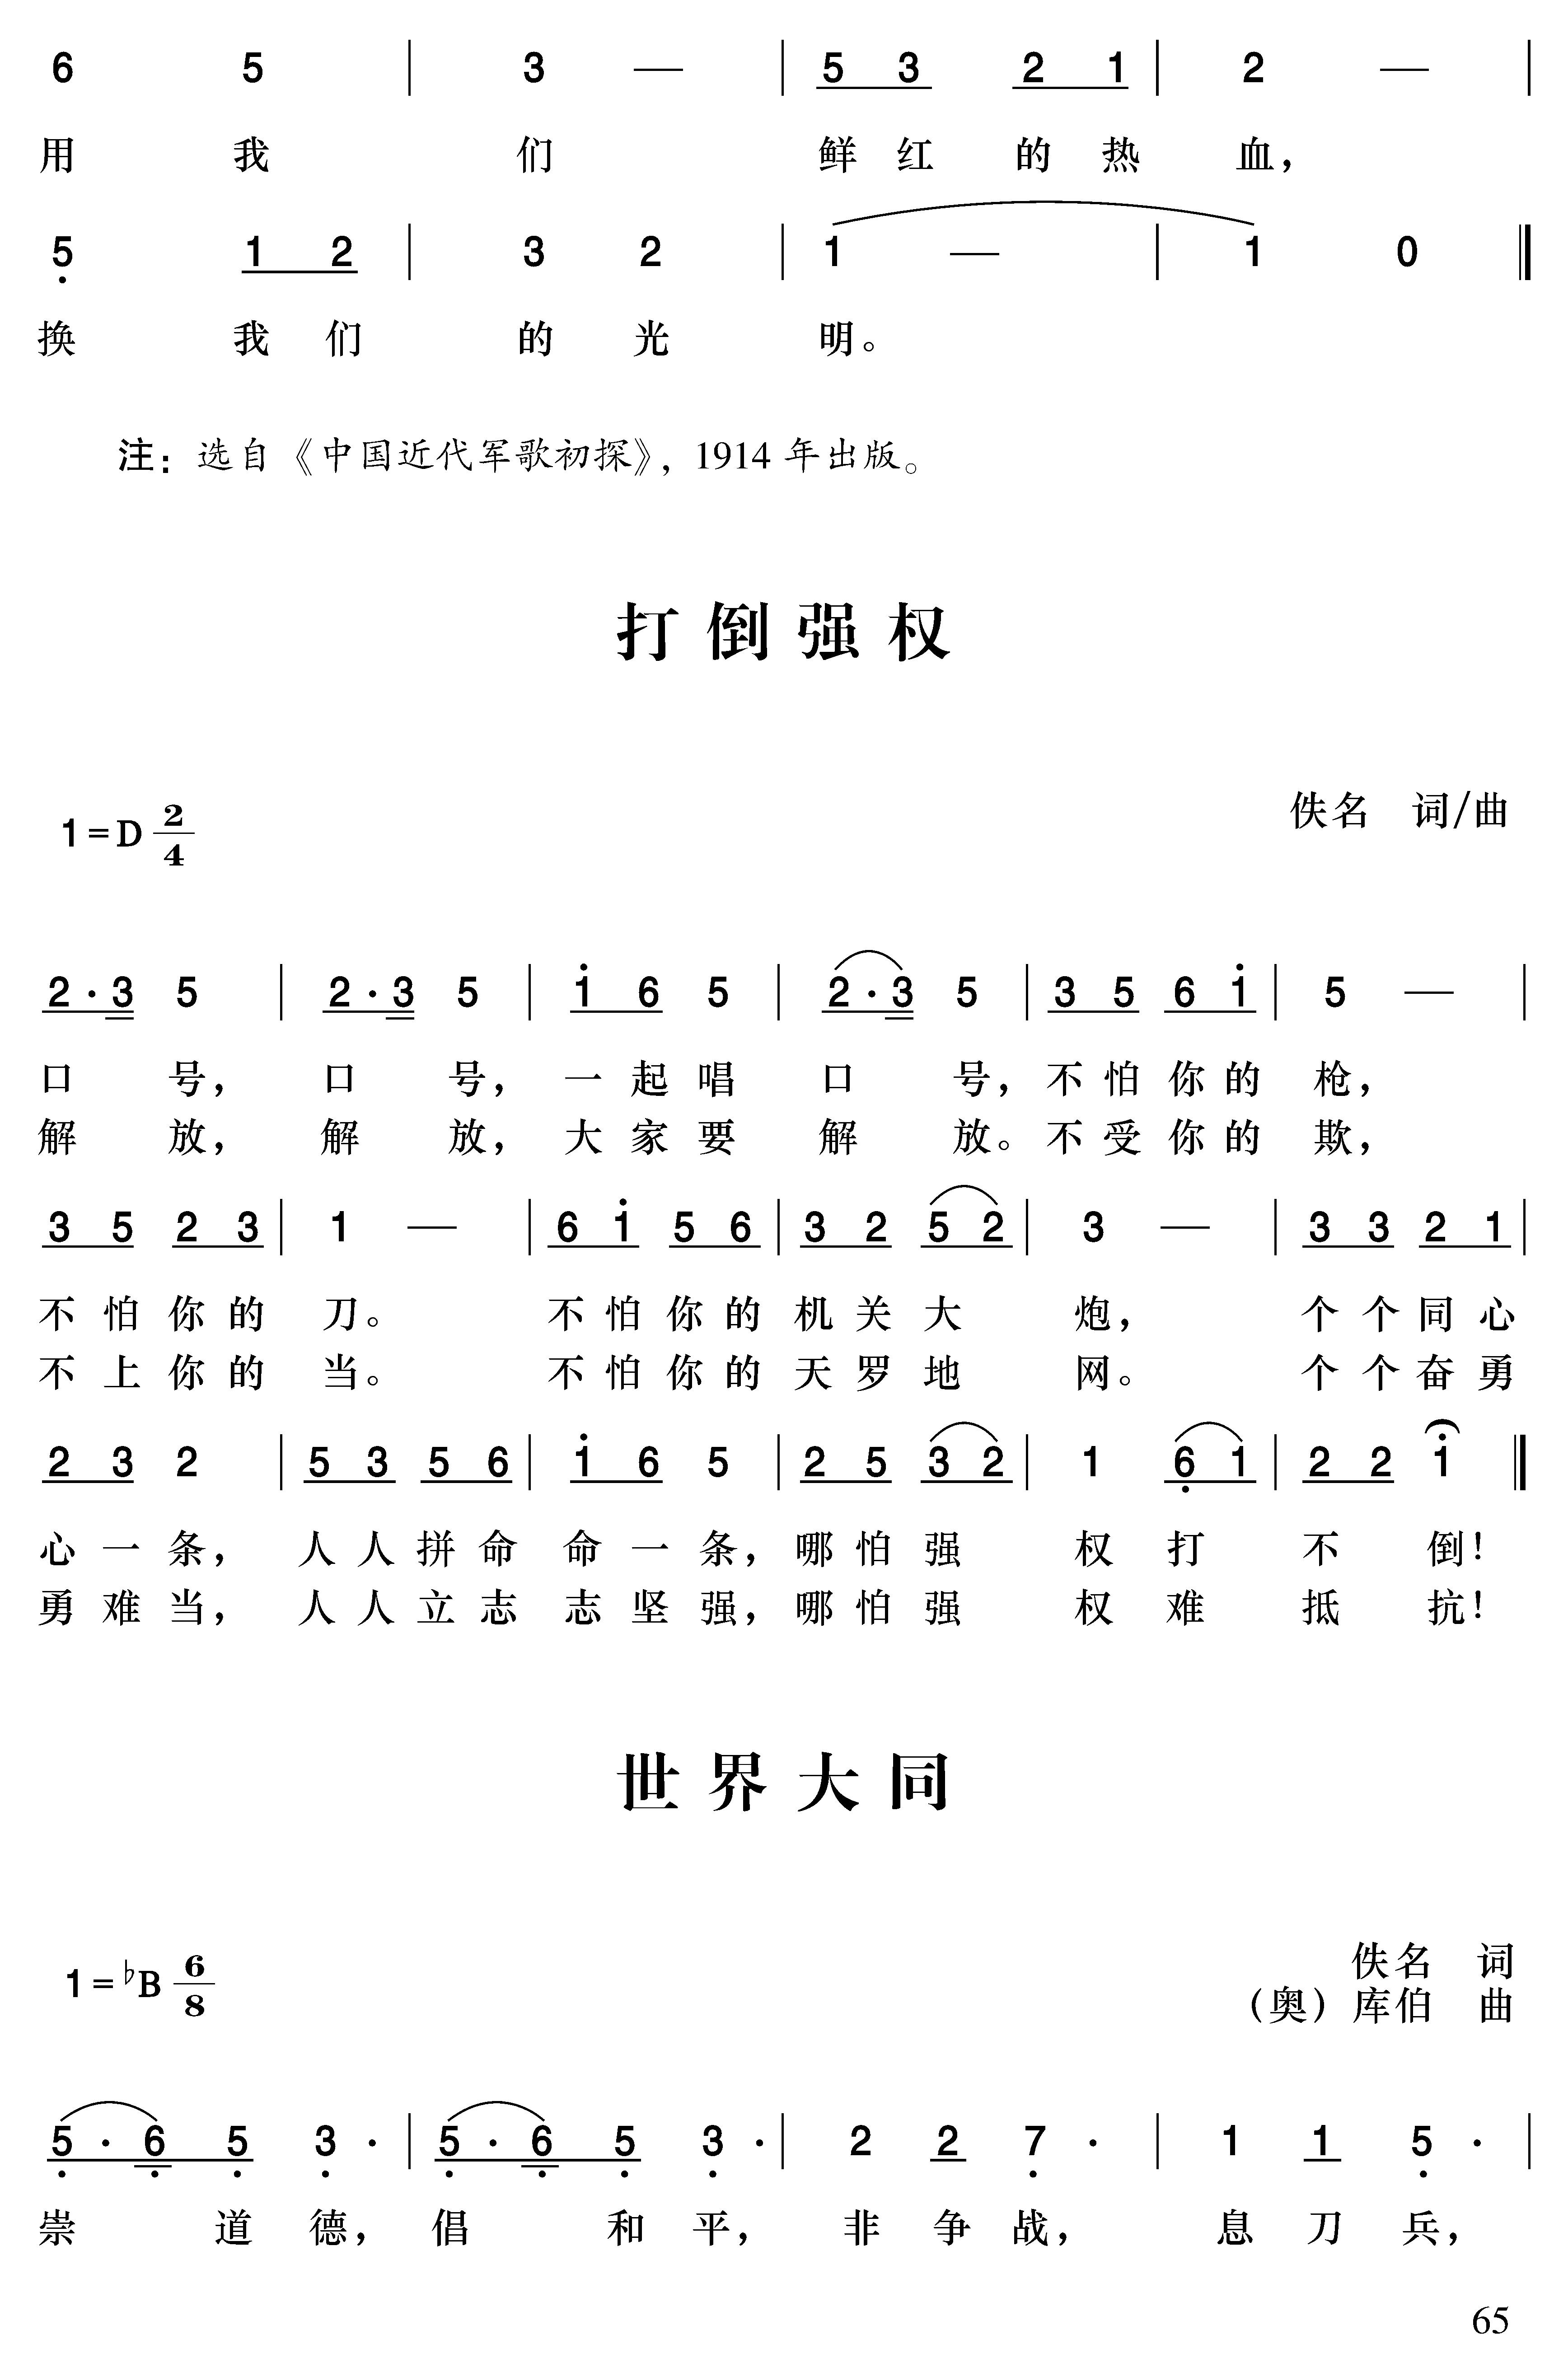 6 5 | 3 — | 5 3 2 1 | 2 — |
用 我 们 鲜 红 的 热 血,
5̣ 1 2 | 3 2 | 1 — | 1 0 ‖
换 我 们 的 光 明。
注: 选自《中国近代军歌初探》, 1914 年出版。
打倒强权
佚名 词/曲
1=D 2/4
2·3 5 | 2·3 5 | i 6 5 | 2·3 5 | 3 5 6 i | 5 — |
口 号, 口 号, 一 起 唱 口 号, 不 怕 你 的 枪,
解 放, 解 放, 大 家 要 解 放。 不 受 你 的 欺,
3 5 2 3 | 1 — | 6 i 5 6 | 3 2 5 2 | 3 — | 3 3 2 1 |
不 怕 你 的 刀。 不 怕 你 的 机 关 大 炮, 个 个 同 心
不 上 你 的 当。 不 怕 你 的 天 罗 地 网。 个 个 奋 勇
2 3 2 | 5 3 5 6 | i 6 5 | 2 5 3 2 | 1 6̣ 1 | 2 2 i ‖
心 一 条, 人 人 拼 命 命 一 条, 哪 怕 强 权 打 不 倒!
勇 难 当, 人 人 立 志 志 坚 强, 哪 怕 强 权 难 抵 抗!
世界大同
佚名 词
1=♭B 6/8
(奥) 库伯 曲
5̣·6̣ 5̣ 3̣· | 5̣·6̣ 5̣ 3̣· | 2 2 7̣· | 1 1 5̣· |
崇 道 德, 倡 和 平, 非 争 战, 息 刀 兵,
65